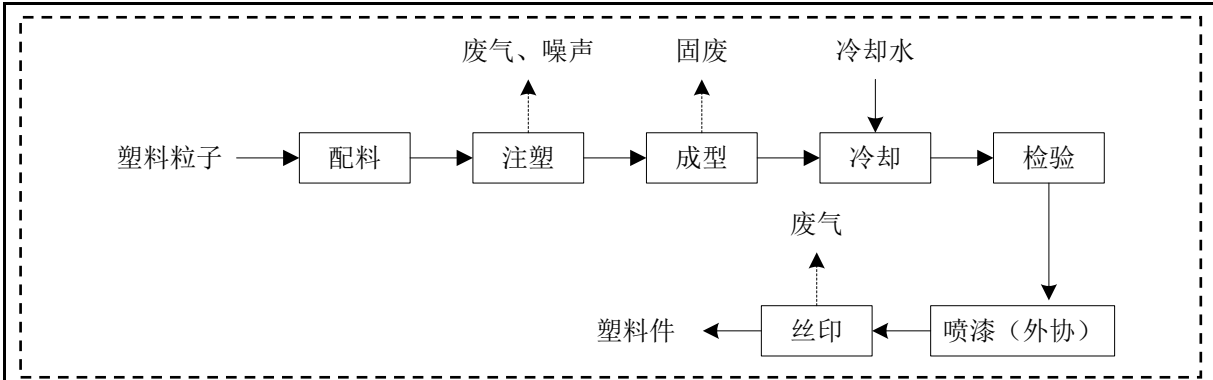 废气、噪声
固废
冷却水
塑料粒子
配料
注塑
成型
冷却
检验
废气
塑料件
丝印
喷漆（外协）